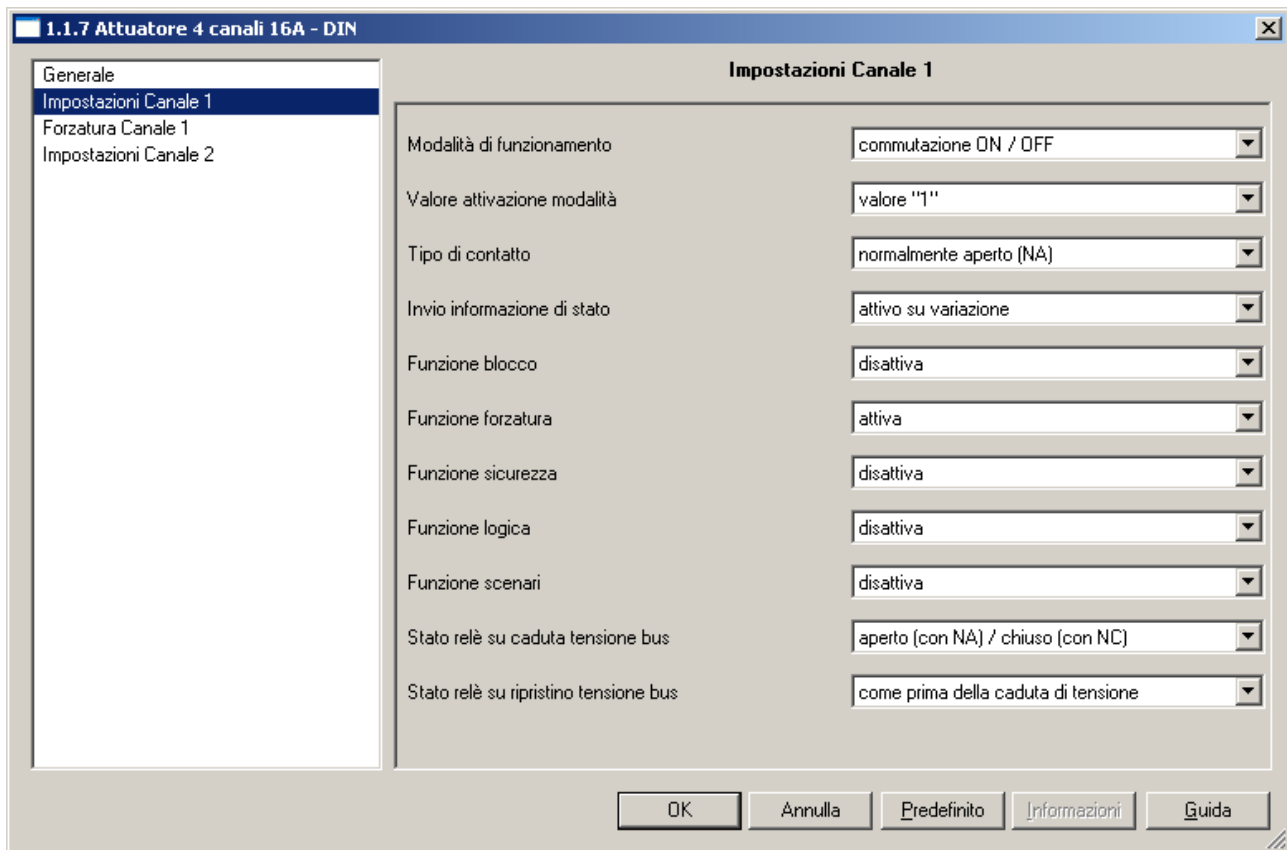 1.1.7 Attuatore 4 canali 16A - DIN
Generale
Impostazioni Canale 1
Forzatura Canale 1
Impostazioni Canale 2
Impostazioni Canale 1
Modalità di funzionamento commutazione ON / OFF
Valore attivazione modalità valore "1"
Tipo di contatto normalmente aperto (NA)
Invio informazione di stato attivo su variazione
Funzione blocco disattiva
Funzione forzatura attiva
Funzione sicurezza disattiva
Funzione logica disattiva
Funzione scenari disattiva
Stato relè su caduta tensione bus aperto (con NA) / chiuso (con NC)
Stato relè su ripristino tensione bus come prima della caduta di tensione
OK Annulla Predefinito Informazioni Guida